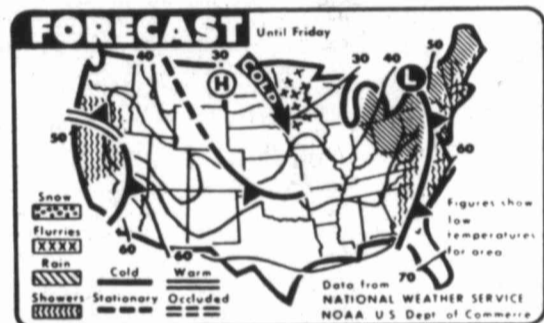 FORECAST Until Friday
40
30
H
COLD
30
40
L
50
50
60
60
60
70
Snow
Flurries
Rain
Showers
Cold
Warm
Stationary
Occluded
Figures show
low
temperatures
for area
Data from
NATIONAL WEATHER SERVICE
NOAA U S Dept of Commerce